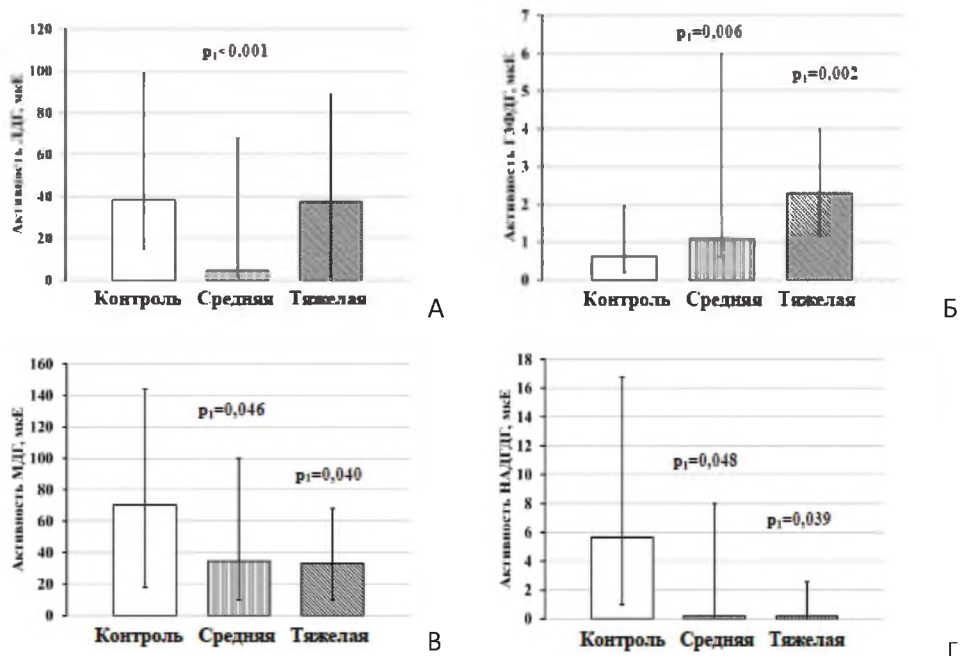 Активность ЛДГ, мкЕ
120
100
80
60
40
20
0
p₁<0,001
Контроль Средняя Тяжелая
А
Активность Г3ФДГ, мкЕ
7
6
5
4
3
2
1
0
p₁=0,006
p₁=0,002
Контроль Средняя Тяжелая
Б
Активность МДГ, мкЕ
160
140
120
100
80
60
40
20
0
p₁=0,046
p₁=0,040
Контроль Средняя Тяжелая
В
Активность НАДГДГ, мкЕ
18
16
14
12
10
8
6
4
2
0
p₁=0,048
p₁=0,039
Контроль Средняя Тяжелая
Г